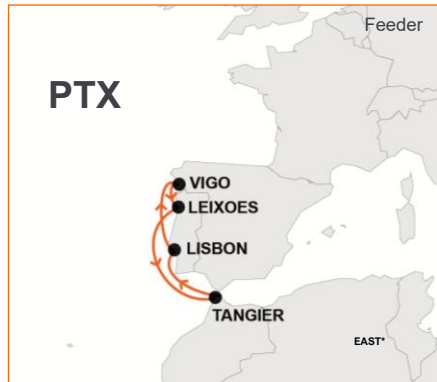 Feeder
PTX
VIGO
LEIXOES
LISBON
TANGIER
EAST*